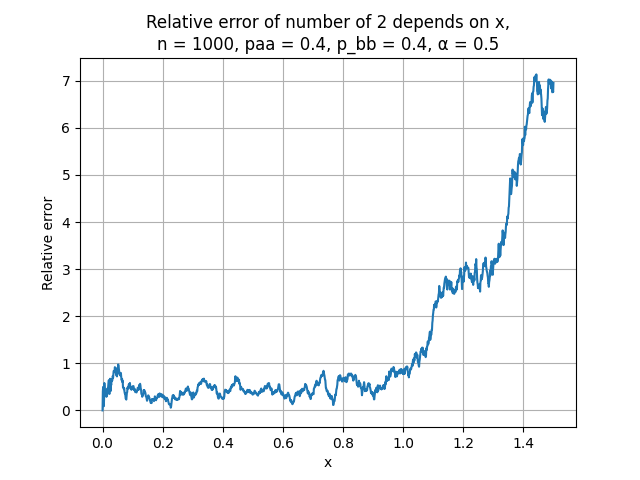 Relative error of number of 2 depends on x,
n = 1000, paa = 0.4, p_bb = 0.4, α = 0.5
Relative error
7
6
5
4
3
2
1
0
0.0 0.2 0.4 0.6 0.8 1.0 1.2 1.4
x